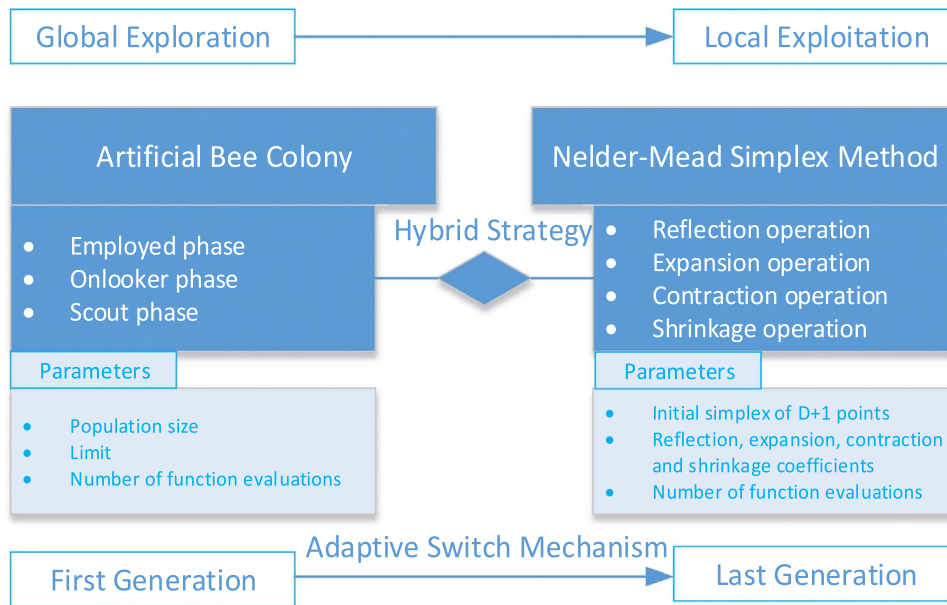 Global Exploration
Local Exploitation
Artificial Bee Colony
Nelder-Mead Simplex Method
Hybrid Strategy
• Employed phase
• Onlooker phase
• Scout phase
• Reflection operation
• Expansion operation
• Contraction operation
• Shrinkage operation
Parameters
• Population size
• Limit
• Number of function evaluations
Parameters
• Initial simplex of D+1 points
• Reflection, expansion, contraction
and shrinkage coefficients
• Number of function evaluations
Adaptive Switch Mechanism
First Generation
Last Generation